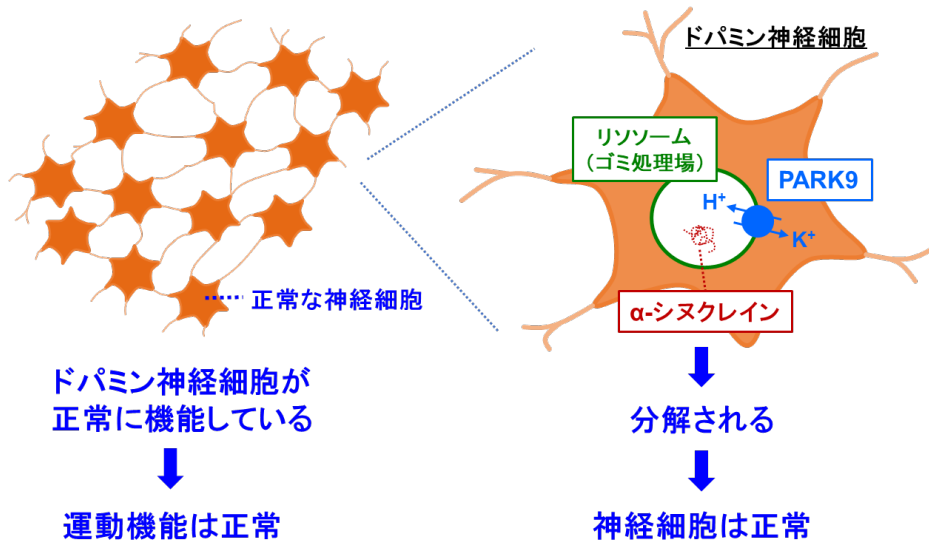 ドパミン神経細胞
リソソーム
（ゴミ処理場）
PARK9
H⁺
K⁺
α-シヌクレイン
正常な神経細胞
ドパミン神経細胞が
正常に機能している
運動機能は正常
分解される
神経細胞は正常